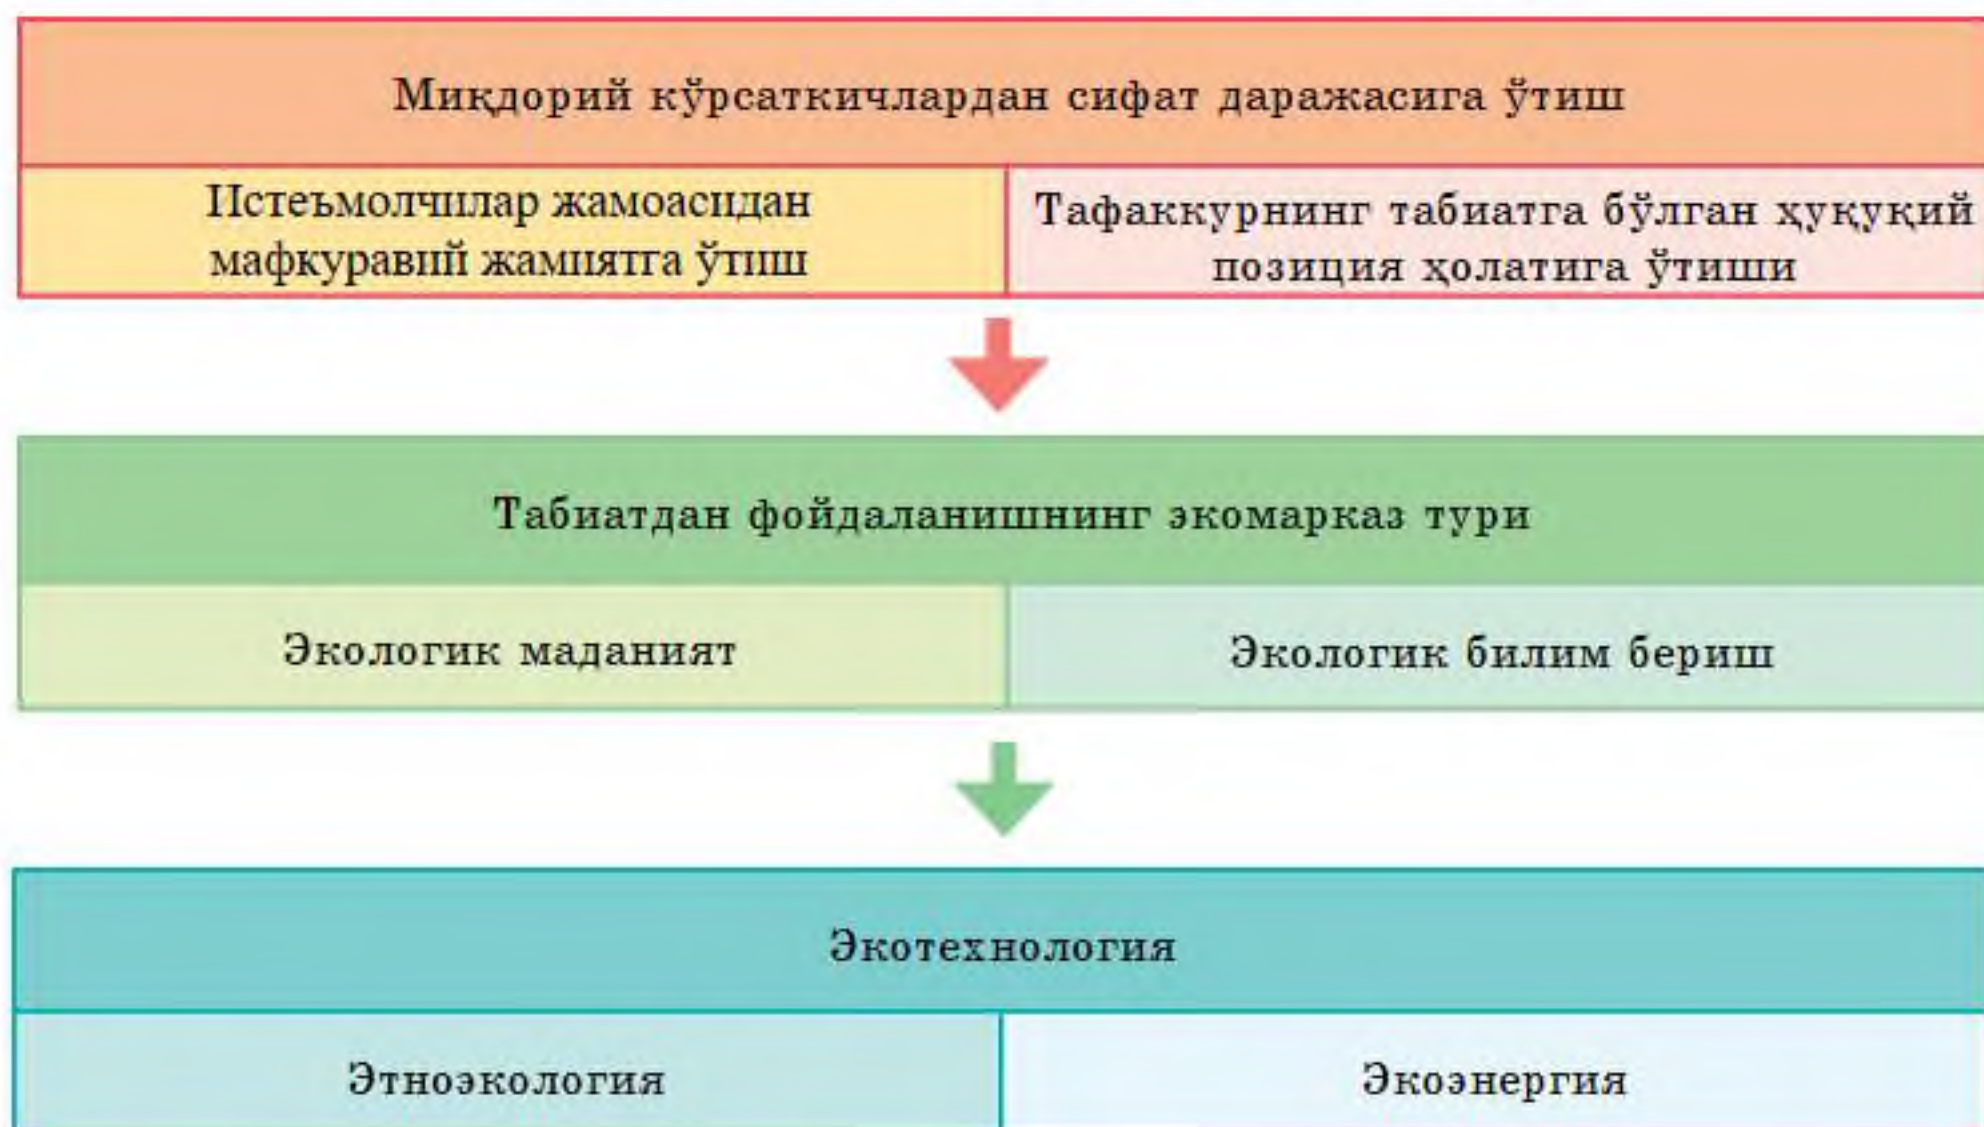 Миқдорий кўрсаткичлардан сифат даражасига ўтиш
Истеъмолчилар жамоасидан
мафкуравий жамиятга ўтиш
Тафаккурнинг табиатга бўлган ҳуқуқий
позиция ҳолатига ўтиши
Табиатдан фойдаланишнинг экомарказ тури
Экологик маданият
Экологик билим бериш
Экотехнология
Этноэкология
Экоэнергия